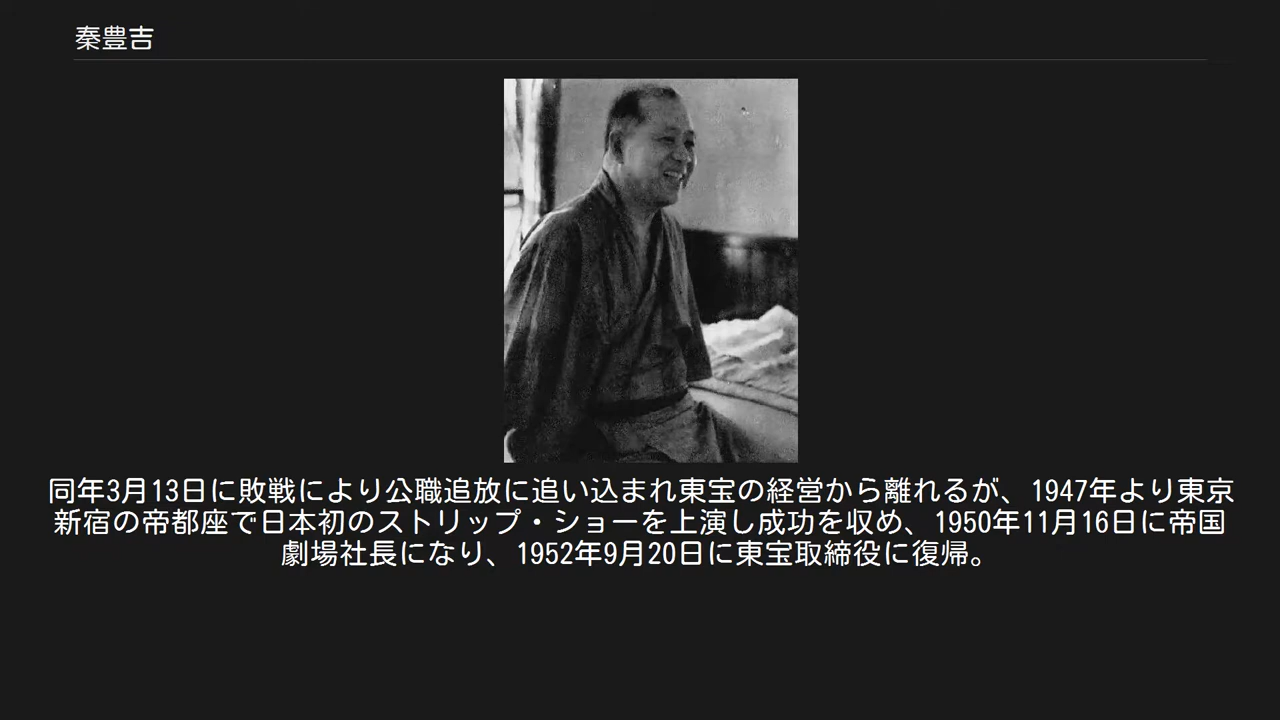 秦豊吉
同年3月13日に敗戦により公職追放に追い込まれ東宝の経営から離れるが、1947年より東京
新宿の帝都座で日本初のストリップ・ショーを上演し成功を収め、1950年11月16日に帝国
劇場社長になり、1952年9月20日に東宝取締役に復帰。